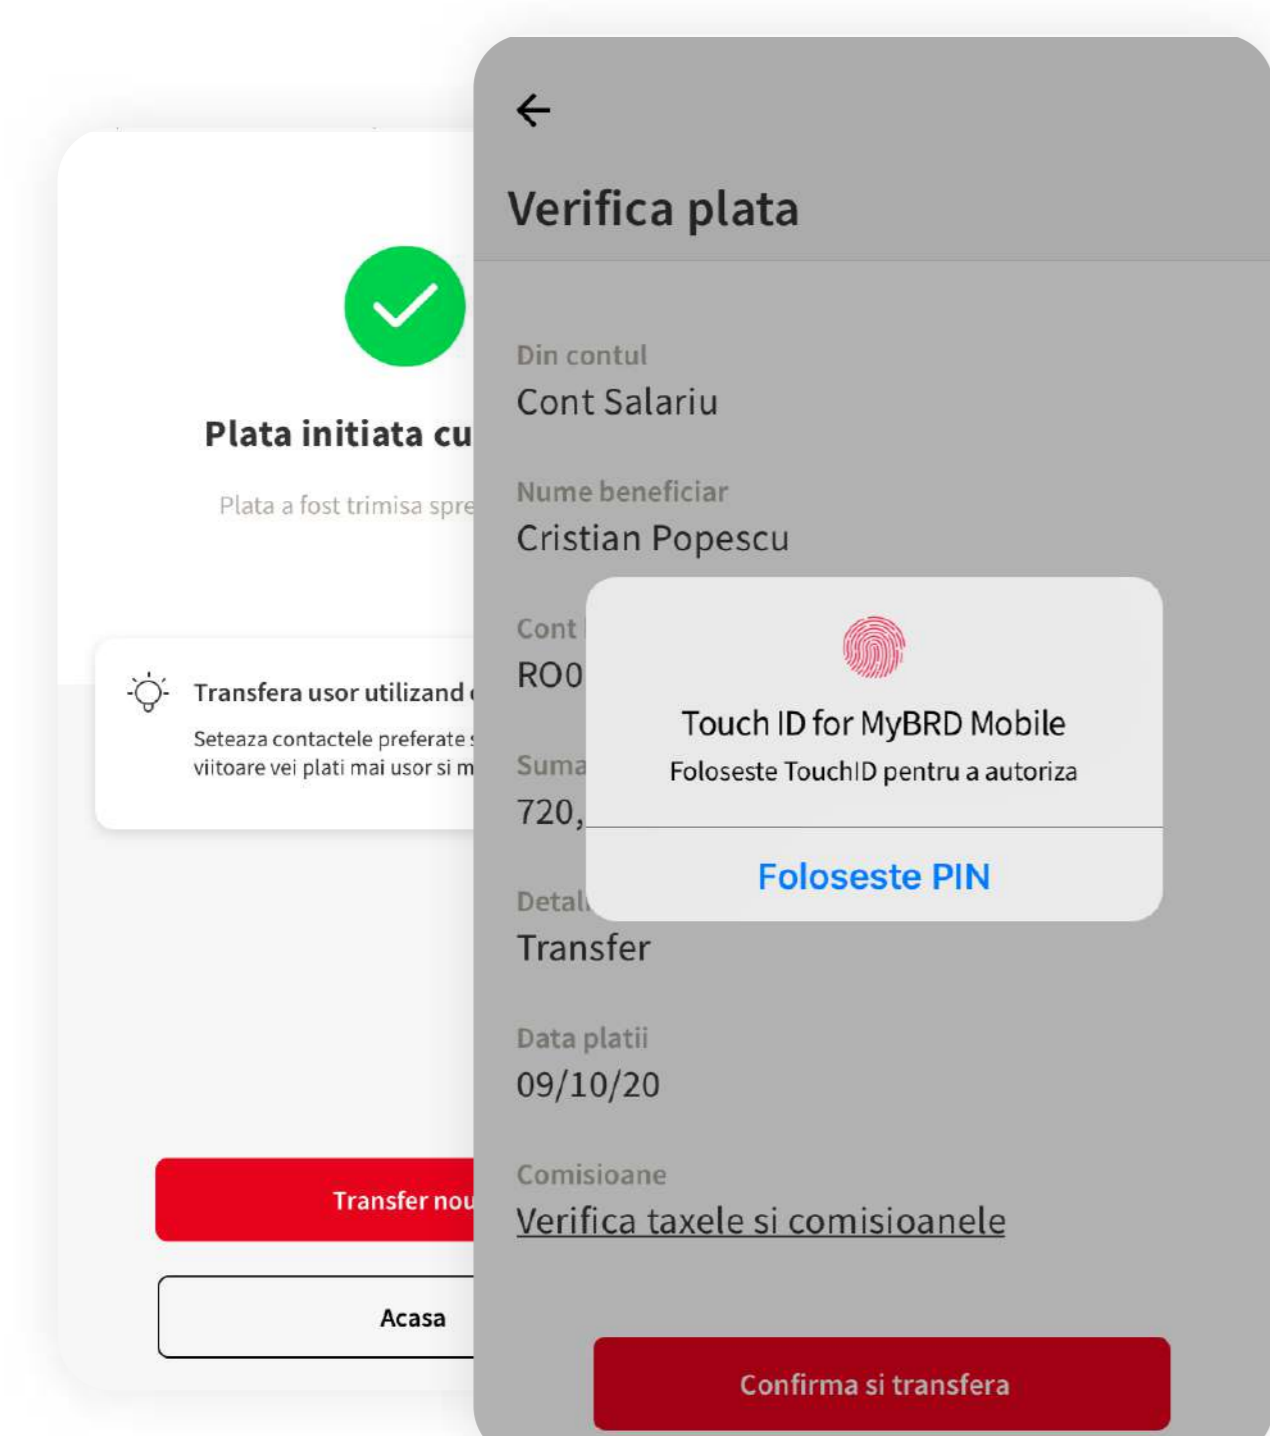 Plata initiata cu
Plata a fost trimisa spre
Transfera usor utilizand
Seteaza contactele preferate
viitoare vei plati mai usor si m
Transfer nou
Acasa
Verifica plata
Din contul
Cont Salariu
Nume beneficiar
Cristian Popescu
Cont
RO0
Suma
720,
Detali
Transfer
Data platii
09/10/20
Comisioane
Verifica taxele si comisioanele
Confirma si transfera
Touch ID for MyBRD Mobile
Foloseste TouchID pentru a autoriza
Foloseste PIN